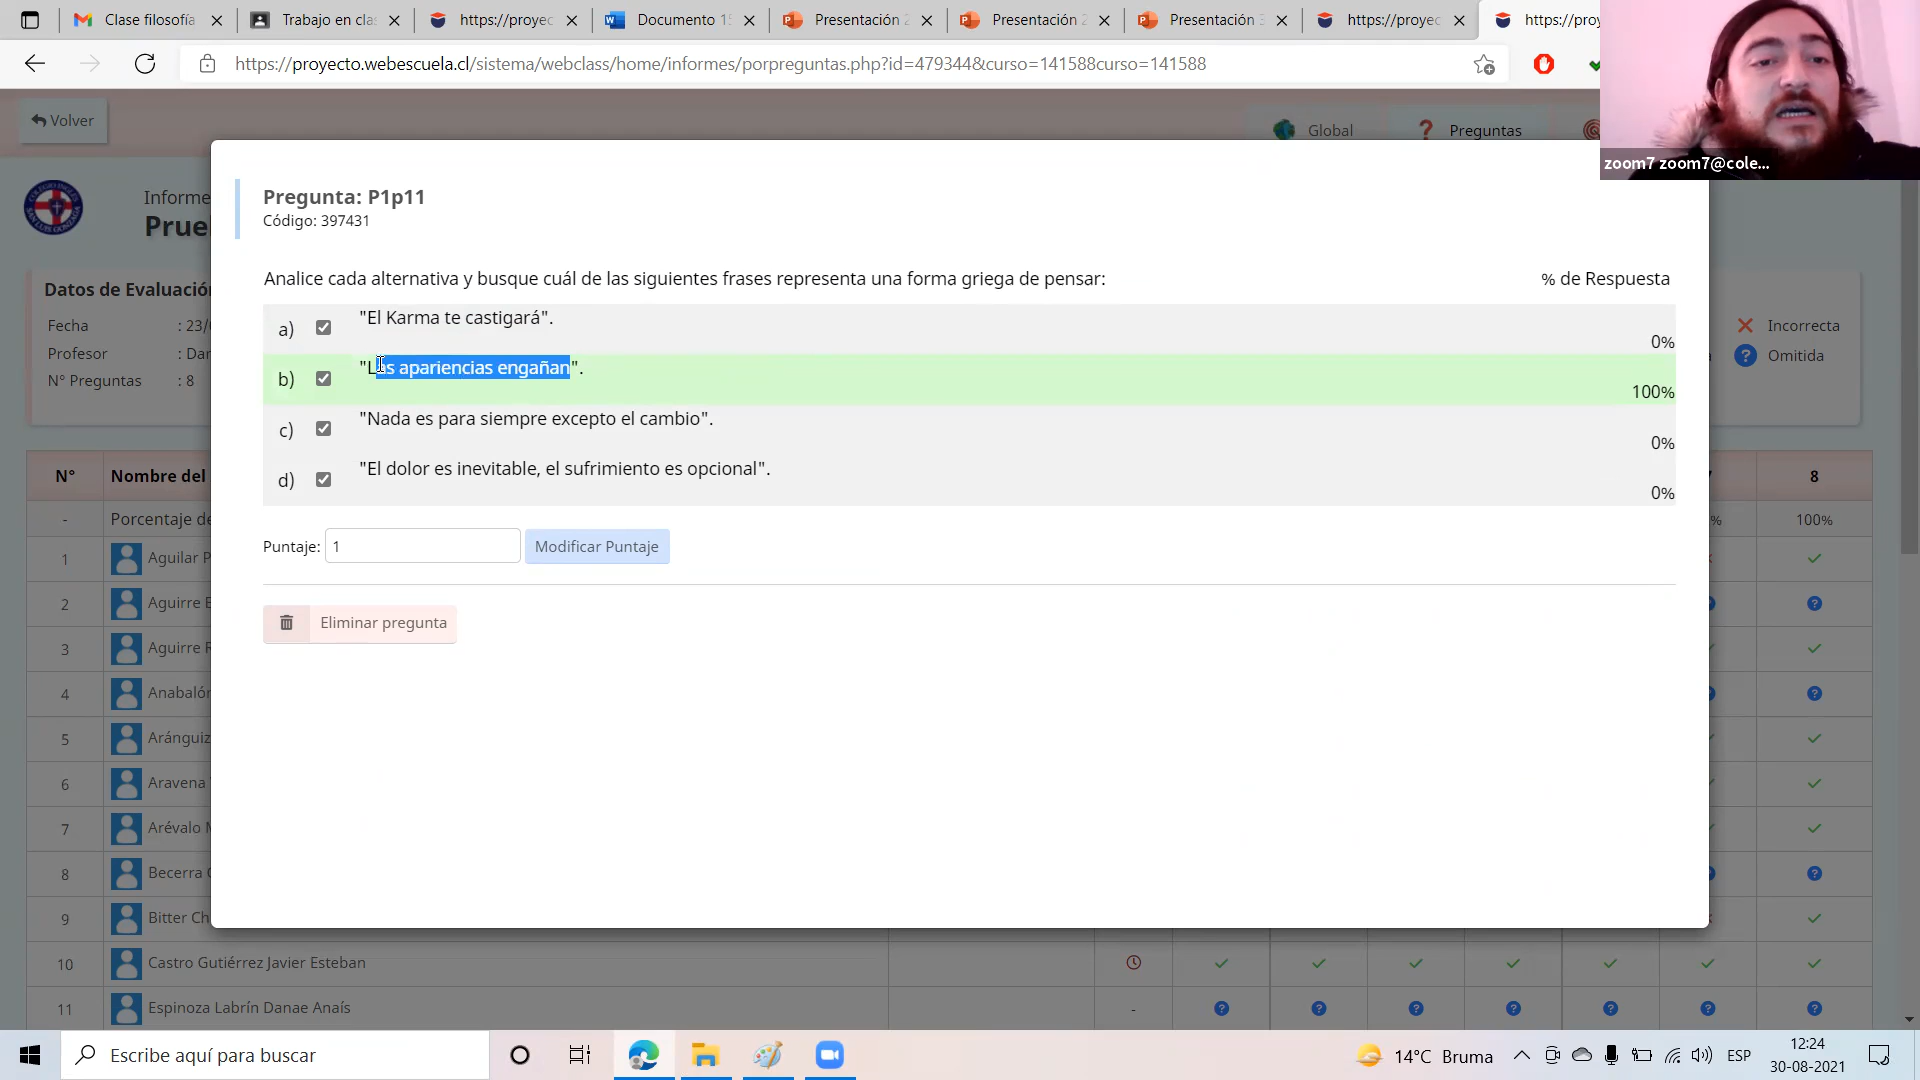 Clase filosofía
Trabajo en cla
https://proyec
Documento 15
Presentación 2
Presentación 2
Presentación 3
https://proyec
https://proy
https://proyecto.webescuela.cl/sistema/webclass/home/informes/porpreguntas.php?id=479344&curso=141588curso=141588
zoom7 zoom7@cole...
Volver
Global
Preguntas
Informe
Prue
Pregunta: P1p11
Código: 397431
Analice cada alternativa y busque cuál de las siguientes frases representa una forma griega de pensar:
% de Respuesta
a) "El Karma te castigará".
0%
b) "Las apariencias engañan".
100%
c) "Nada es para siempre excepto el cambio".
0%
d) "El dolor es inevitable, el sufrimiento es opcional".
0%
Puntaje: 1 Modificar Puntaje
Eliminar pregunta
Datos de Evaluación
Fecha : 23/
Profesor : Dar
N° Preguntas : 8
Incorrecta
Omitida
N° Nombre del 8
- Porcentaje de % 100%
1 Aguilar P
2 Aguirre E
3 Aguirre R
4 Anabalón
5 Aránguiz
6 Aravena
7 Arévalo M
8 Becerra
9 Bitter Ch
10 Castro Gutiérrez Javier Esteban
11 Espinoza Labrín Danae Anaís -
Escribe aquí para buscar
14°C Bruma
ESP
12:24
30-08-2021